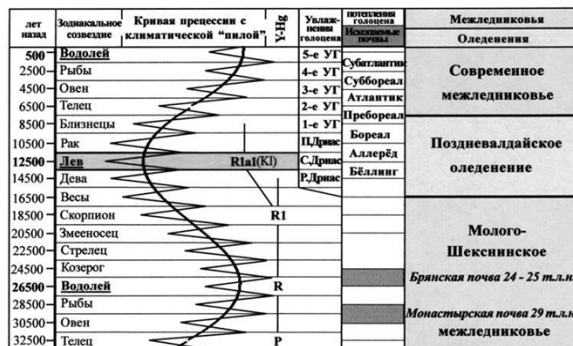 лет назад
Зодиакальное созвездие
Кривая прецессии с климатической "пилой"
Y-Hg
Увлаж-
нения
голоцена
потепления
голоцена
Ископаемые
почвы
Межледниковья
Оледенения
500 Водолей 5-е УГ
2500 Рыбы 4-е УГ Субатлантик
4500 Овен 3-е УГ Суббореал
6500 Телец 2-е УГ Атлантик
8500 Близнецы 1-е УГ Пребореал
10500 Рак П.Дриас Бореал
12500 Лев R1a1(KI) С.Дриас Аллерёд
14500 Дева Р.Дриас Бёллинг
16500 Весы
18500 Скорпион R1
20500 Змееносец
22500 Стрелец
24500 Козерог
26500 Водолей R
28500 Рыбы
30500 Овен
32500 Телец P
Современное
межледниковье
Поздневалдайское
оледенение
Молого-
Шекснинское
Брянская почва 24 - 25 т.л.н
Монастырская почва 29 т.л.н.
межледниковье